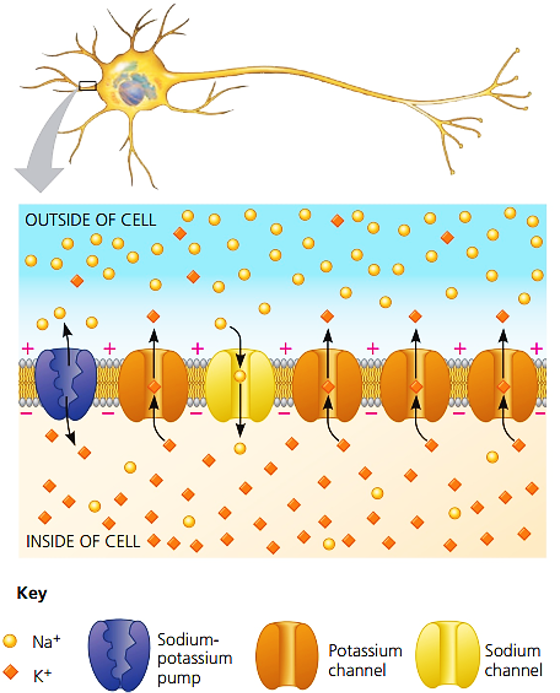 OUTSIDE OF CELL
+ + + + + +
− − − − − −
INSIDE OF CELL
Key
Na⁺
K⁺
Sodium-
potassium
pump
Potassium
channel
Sodium
channel